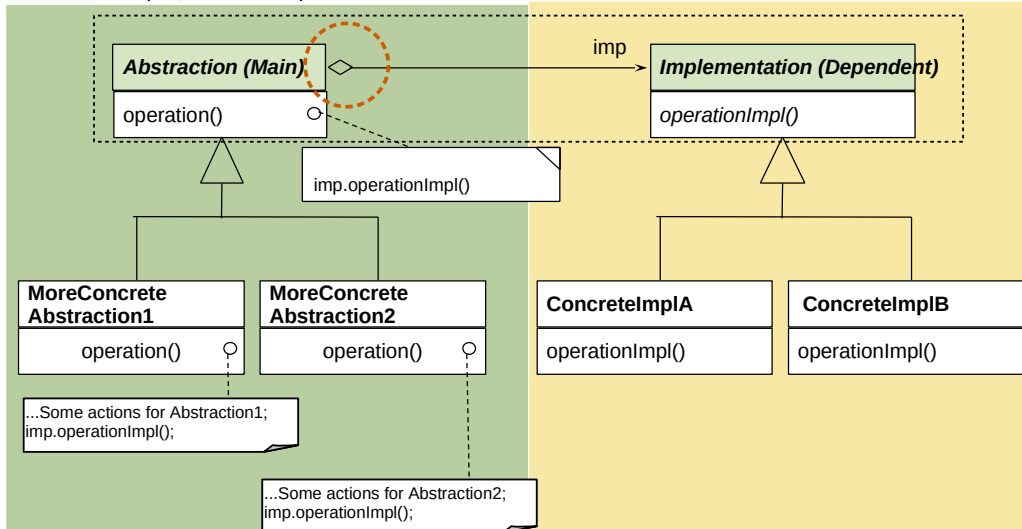 imp
Abstraction (Main)
Implementation (Dependent)
operation()
operationImpl()
imp.operationImpl()
MoreConcrete
Abstraction1
MoreConcrete
Abstraction2
ConcreteImplA
ConcreteImplB
operation()
operation()
operationImpl()
operationImpl()
...Some actions for Abstraction1;
imp.operationImpl();
...Some actions for Abstraction2;
imp.operationImpl();